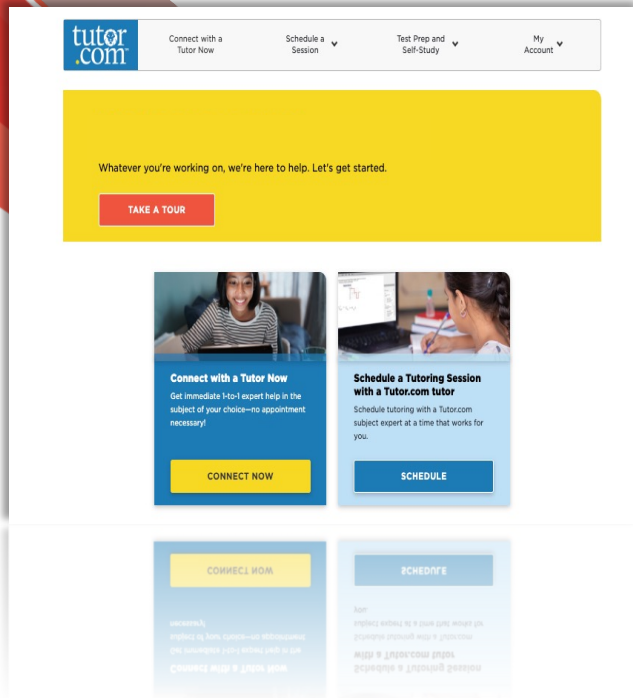 tutor
.com
Connect with a
Tutor Now
Schedule a
Session
Test Prep and
Self-Study
My
Account
Whatever you're working on, we're here to help. Let's get started.
TAKE A TOUR
Connect with a Tutor Now
Get immediate 1-to-1 expert help in the
subject of your choice—no appointment
necessary!
CONNECT NOW
Schedule a Tutoring Session
with a Tutor.com tutor
Schedule tutoring with a Tutor.com
subject expert at a time that works for
you.
SCHEDULE